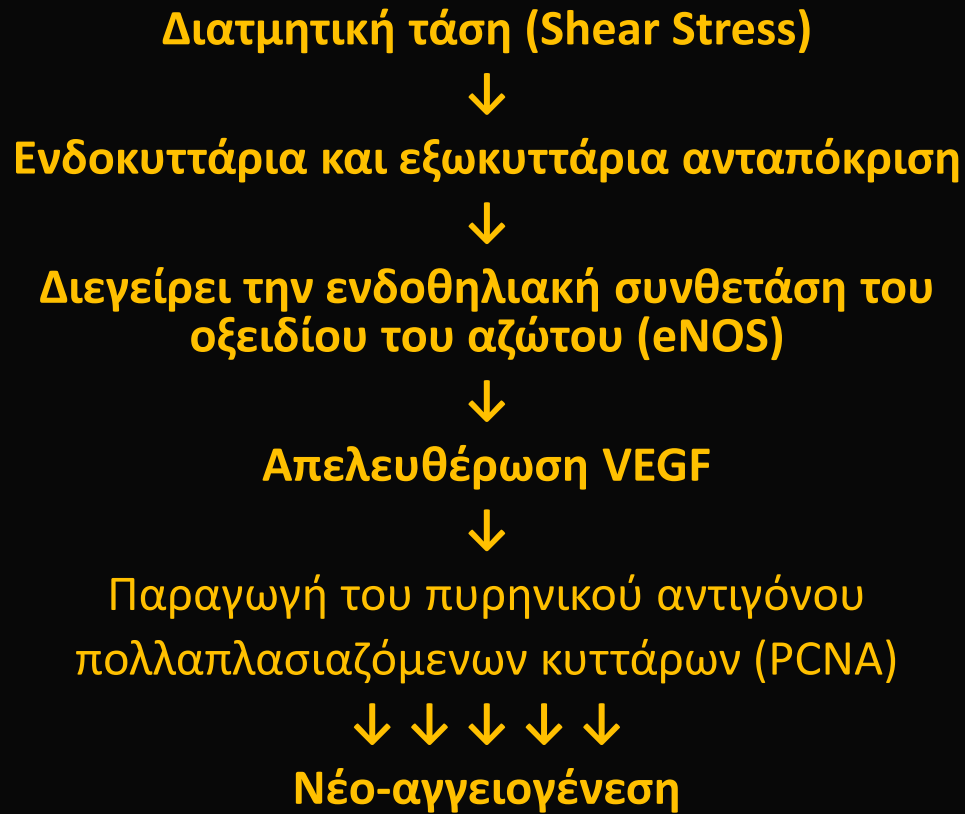 Διατμητική τάση (Shear Stress)
↓
Ενδοκυττάρια και εξωκυττάρια ανταπόκριση
↓
Διεγείρει την ενδοθηλιακή συνθετάση του
οξειδίου του αζώτου (eNOS)
↓
Απελευθέρωση VEGF
↓
Παραγωγή του πυρηνικού αντιγόνου
πολλαπλασιαζόμενων κυττάρων (PCNA)
↓ ↓ ↓ ↓ ↓
Νέο-αγγειογένεση